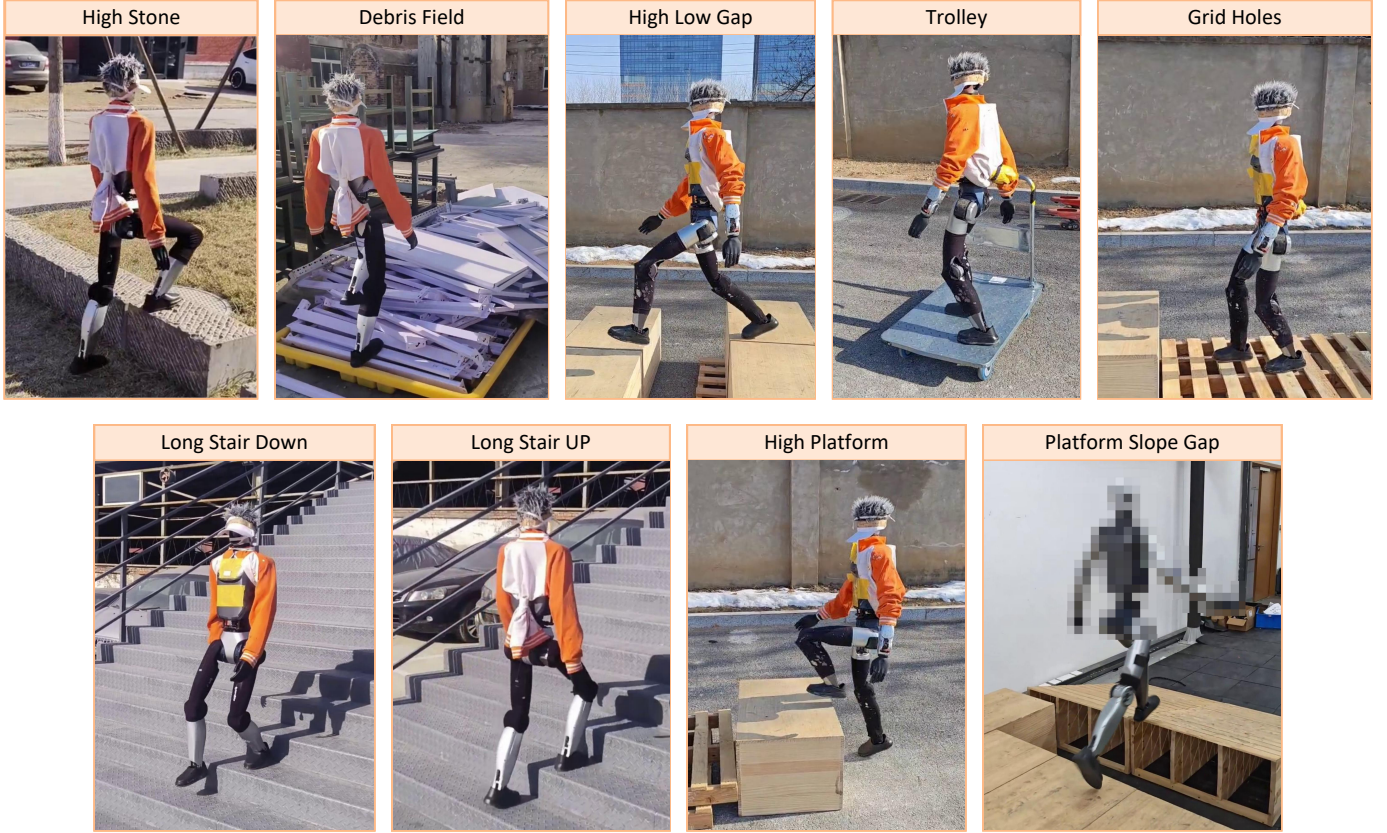 High Stone
Debris Field
High Low Gap
Trolley
Grid Holes
Long Stair Down
Long Stair UP
High Platform
Platform Slope Gap